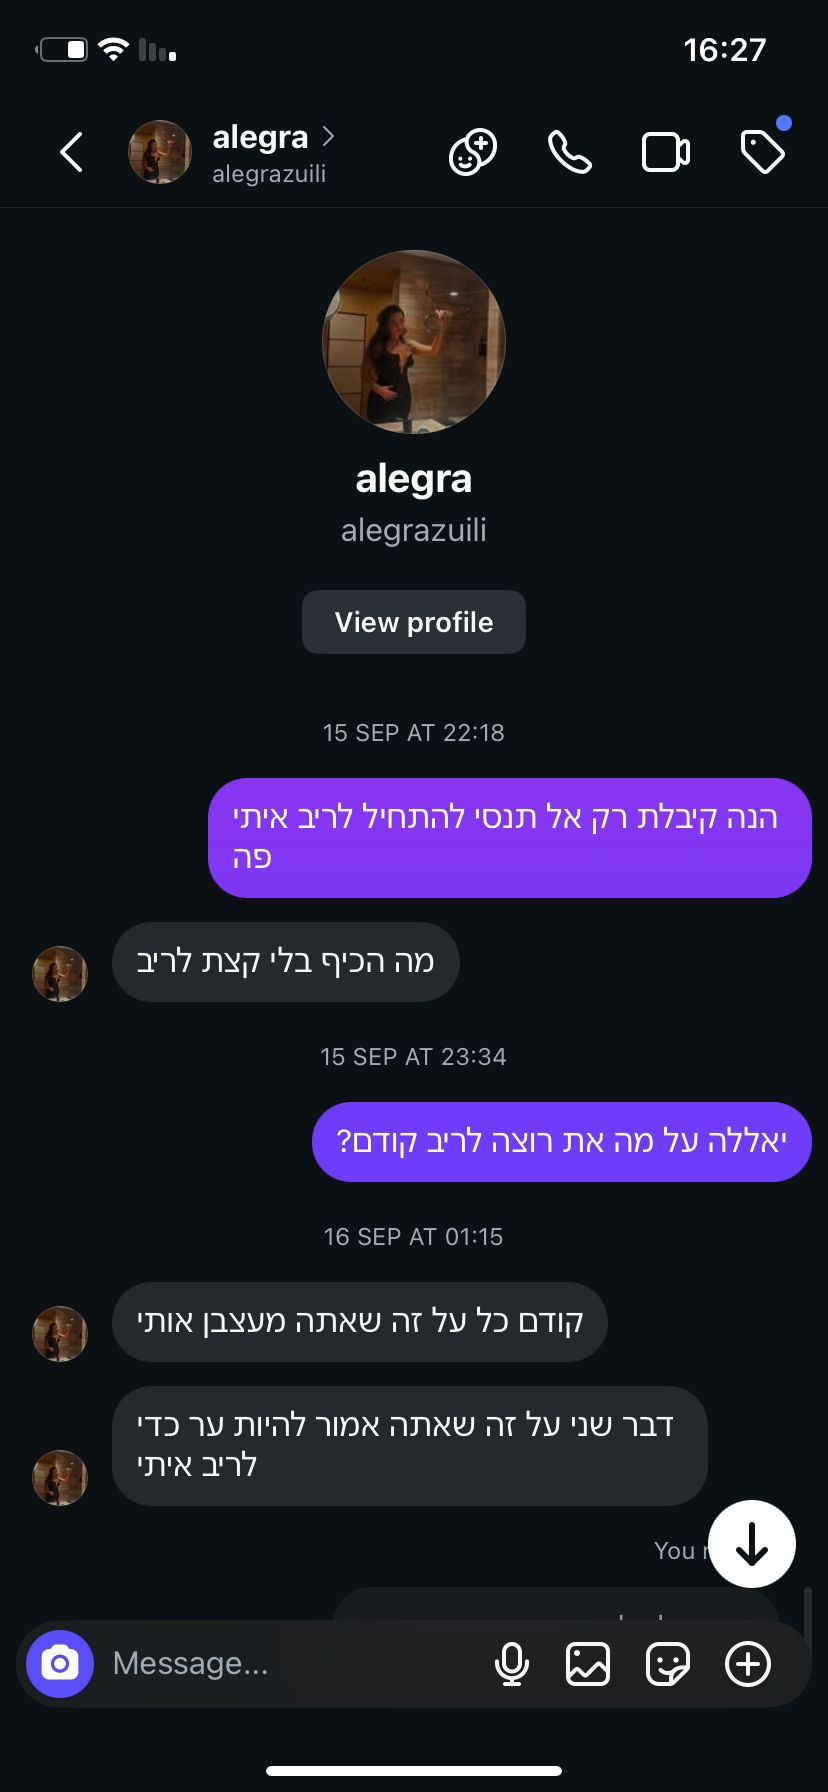 16:27
alegra
alegrazuili
alegra
alegrazuili
View profile
15 SEP AT 22:18
הנה קיבלת רק אל תנסי להתחיל לריב איתי
פה
מה הכיף בלי קצת לריב
15 SEP AT 23:34
יאללה על מה את רוצה לריב קודם?
16 SEP AT 01:15
קודם כל על זה שאתה מעצבן אותי
דבר שני על זה שאתה אמור להיות ער כדי
לריב איתי
You
Message...